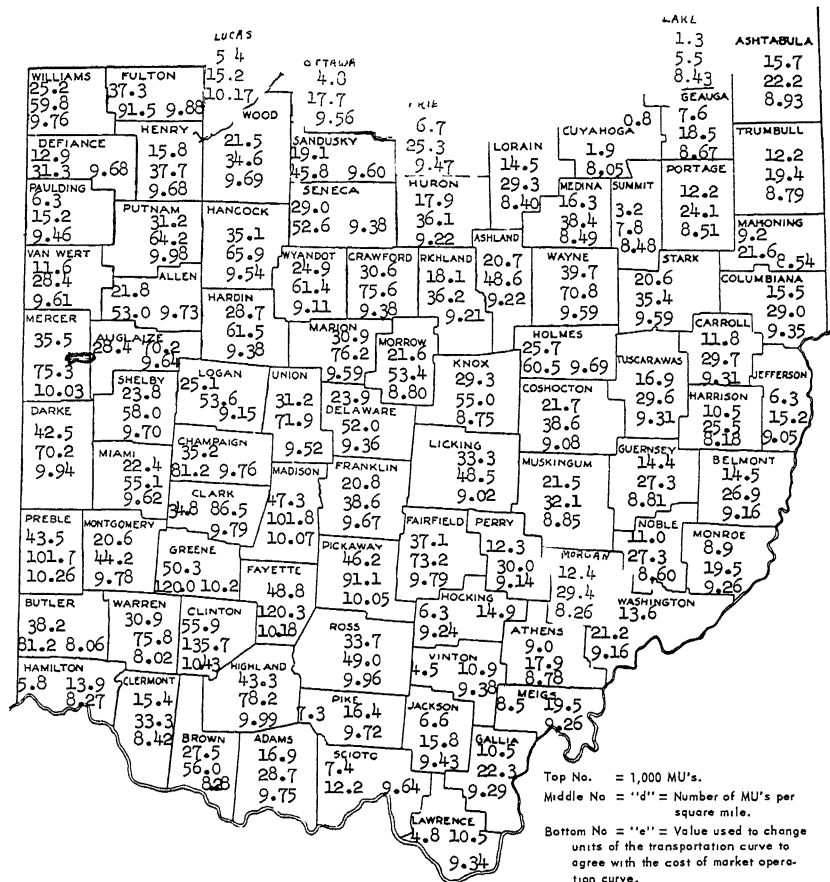 LAKE
1.3
5.5
8.43
ASHTABULA
15.7
22.2
8.93
LUCAS
5 4
15.2
10.17
OTTAWA
4.0
17.7
9.56
WILLIAMS
25.2
59.8
9.76
FULTON
37.3
91.5 9.88
WOOD
21.5
34.6
9.69
ERIE
6.7
25.3
9.47
GEAUGA
7.6
18.5
8.67
0.8
CUYAHOGA
1.9
8.05
TRUMBULL
12.2
19.4
8.79
DEFIANCE
12.9
31.3 9.68
HENRY
15.8
37.7
9.68
SANDUSKY
19.1
45.8 9.60
LORAIN
14.5
29.3
8.40
PORTAGE
12.2
24.1
8.51
PAULDING
6.3
15.2
9.46
PUTNAM
31.2
64.2
9.98
HANCOCK
35.1
65.9
9.54
SENECA
29.0
52.6 9.38
HURON
17.9
36.1
9.22
MEDINA
16.3
38.4
8.49
SUMMIT
3.2
7.8
8.48
MAHONING
9.2
21.6 8.54
VAN WERT
11.6
28.4
9.61
ALLEN
21.8
53.0 9.73
WYANDOT
24.9
61.4
9.11
CRAWFORD
30.6
75.6
9.38
RICHLAND
18.1
36.2
9.21
ASHLAND
20.7
48.6
9.22
WAYNE
39.7
70.8
9.59
STARK
20.6
35.4
9.59
COLUMBIANA
15.5
29.0
9.35
MERCER
35.5
75.3
10.03
AUGLAIZE
28.4 70.2
9.64
HARDIN
28.7
61.5
9.38
MARION
30.9
76.2
9.59
MORROW
21.6
53.4
8.80
HOLMES
25.7
60.5 9.69
TUSCARAWAS
16.9
29.6
9.31
CARROLL
11.8
29.7
9.31
JEFFERSON
6.3
15.2
9.05
DARKE
42.5
70.2
9.94
SHELBY
23.8
58.0
9.70
LOGAN
25.1
53.6
9.15
UNION
31.2
71.9
9.52
23.9
DELAWARE
52.0
9.36
KNOX
29.3
55.0
8.75
COSHOCTON
21.7
38.6
9.08
HARRISON
10.5
25.5
8.18
MIAMI
22.4
55.1
9.62
CHAMPAIGN
35.2
81.2 9.76
MADISON
47.3
101.8
10.07
FRANKLIN
20.8
38.6
9.67
LICKING
33.3
48.5
9.02
MUSKINGUM
21.5
32.1
8.85
GUERNSEY
14.4
27.3
8.81
BELMONT
14.5
26.9
9.16
PREBLE
43.5
101.7
10.26
MONTGOMERY
20.6
44.2
9.78
CLARK
34.8 86.5
9.79
GREENE
50.3
120.0 10.2
FAYETTE
48.8
120.3
10.18
PICKAWAY
46.2
91.1
10.05
FAIRFIELD
37.1
73.2
9.79
PERRY
12.3
30.0
9.14
MORGAN
12.4
29.4
8.26
NOBLE
11.0
27.3
8.60
MONROE
8.9
19.5
9.26
BUTLER
38.2
81.2 8.06
WARREN
30.9
75.8
8.02
CLINTON
55.9
135.7
10.43
ROSS
33.7
49.0
9.96
HOCKING
6.3 14.9
9.24
ATHENS
9.0
17.9
8.78
WASHINGTON
13.6
21.2
9.16
HAMILTON
5.8 13.9
8.27
CLERMONT
15.4
33.3
8.42
HIGHLAND
43.3
78.2
9.99
VINTON
4.5 10.9
9.38
MEIGS
8.5 19.5
9.26
BROWN
27.5
56.0
8.28
ADAMS
16.9
28.7
9.75
PIKE
7.3 16.4
9.72
JACKSON
6.6
15.8
9.43
GALLIA
10.5
22.3
9.29
SCIOTO
7.4
12.2 9.64
LAWRENCE
4.8 10.5
9.34
Top No. = 1,000 MU's.
Middle No = "d" = Number of MU's per
square mile.
Bottom No = "e" = Value used to change
units of the transportation curve to
agree with the cost of market opera-
tion curve.